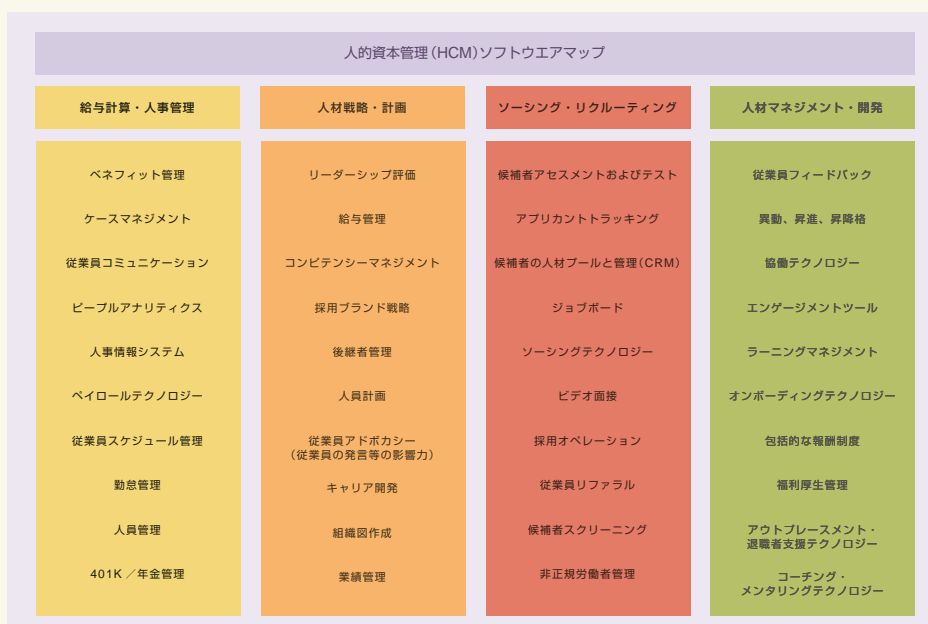 人的資本管理（HCM）ソフトウエアマップ
給与計算・人事管理
ベネフィット管理
ケースマネジメント
従業員コミュニケーション
ピープルアナリティクス
人事情報システム
ペイロールテクノロジー
従業員スケジュール管理
勤怠管理
人員管理
401K ／年金管理
人材戦略・計画
リーダーシップ評価
給与管理
コンピテンシーマネジメント
採用ブランド戦略
後継者管理
人員計画
従業員アドボカシー
（従業員の発言等の影響力）
キャリア開発
組織図作成
業績管理
ソーシング・リクルーティング
候補者アセスメントおよびテスト
アプリカントトラッキング
候補者の人材プールと管理（CRM）
ジョブボード
ソーシングテクノロジー
ビデオ面接
採用オペレーション
従業員リファラル
候補者スクリーニング
非正規労働者管理
人材マネジメント・開発
従業員フィードバック
異動、昇進、昇降格
協働テクノロジー
エンゲージメントツール
ラーニングマネジメント
オンボーディングテクノロジー
包括的な報酬制度
福利厚生管理
アウトプレースメント・
退職者支援テクノロジー
コーチング・
メンタリングテクノロジー